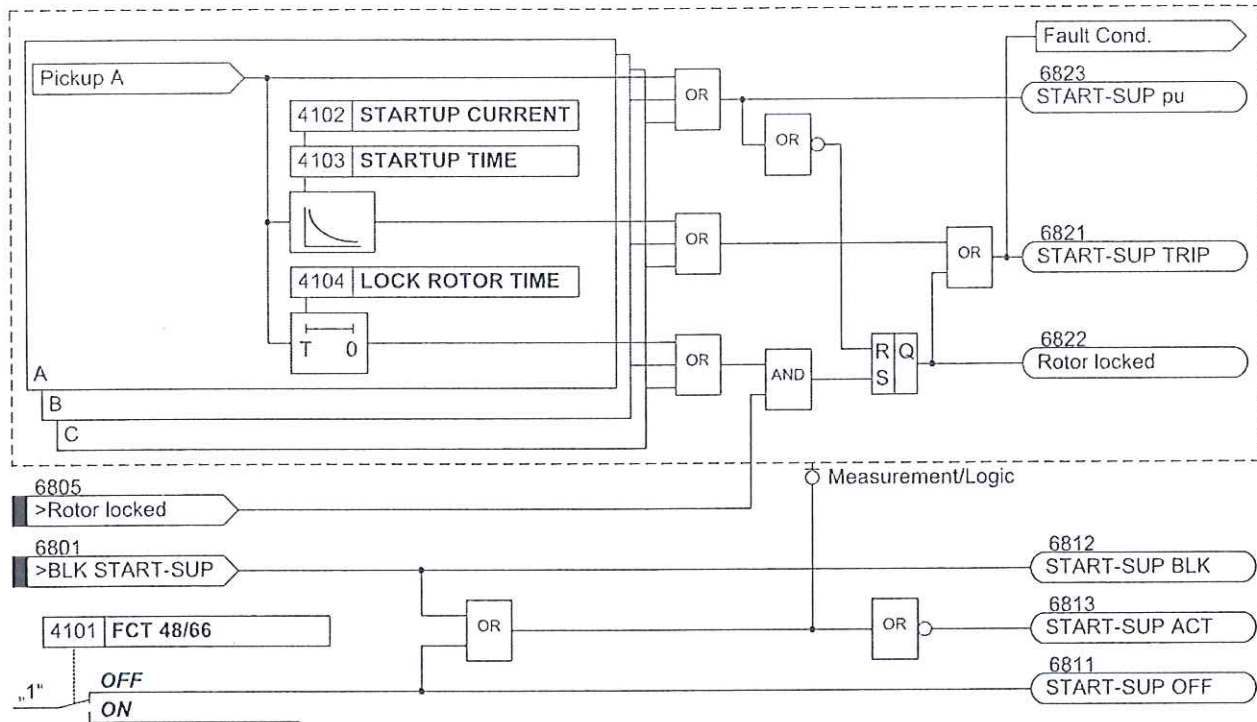 Fault Cond.
Pickup A
6823
START-SUP pu
OR
4102 STARTUP CURRENT
OR
4103 STARTUP TIME
OR
OR
6821
START-SUP TRIP
4104 LOCK ROTOR TIME
T 0
OR
AND
R Q
S
6822
Rotor locked
A
B
C
Measurement/Logic
6805
>Rotor locked
6801
>BLK START-SUP
6812
START-SUP BLK
4101 FCT 48/66
OR
OR
6813
START-SUP ACT
„1“
OFF
ON
6811
START-SUP OFF